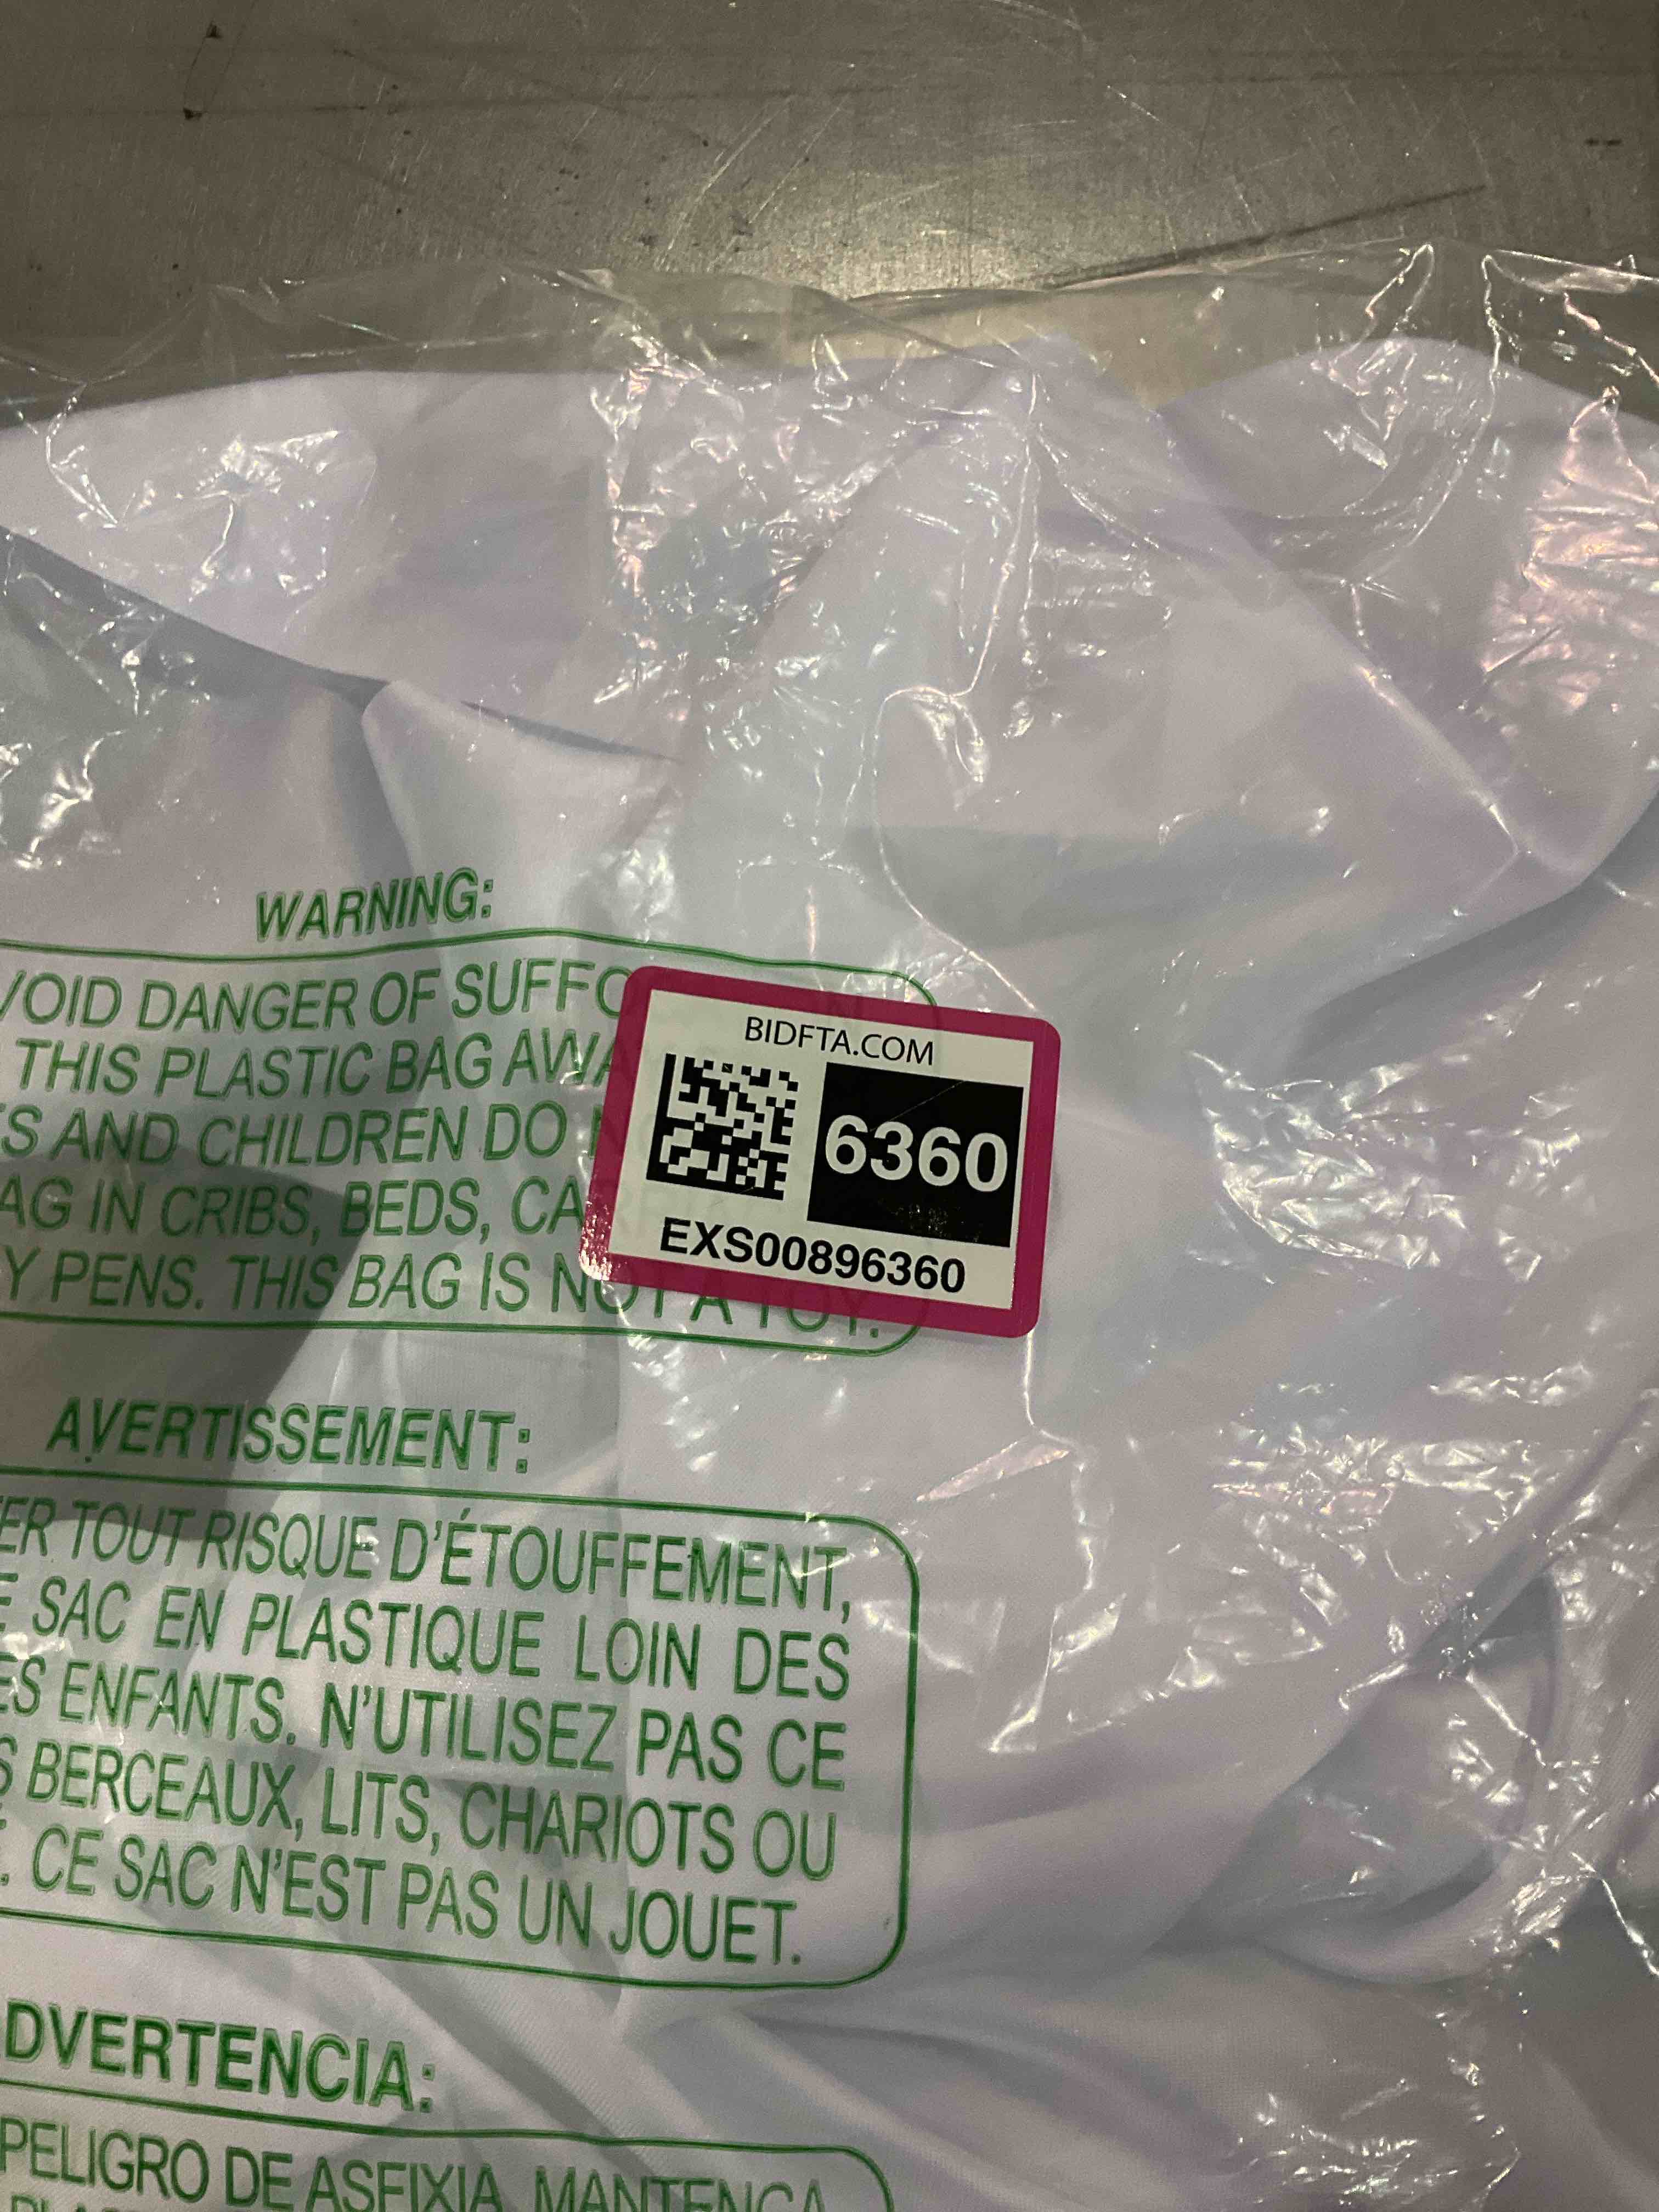 WARNING:
VOID DANGER OF SUFFO
THIS PLASTIC BAG AWA
S AND CHILDREN DO
AG IN CRIBS, BEDS, CA
Y PENS. THIS BAG IS NOT A TOY.
BIDFTA.COM
6360
EXS00896360
AVERTISSEMENT:
ER TOUT RISQUE D'ÉTOUFFEMENT,
E SAC EN PLASTIQUE LOIN DES
ES ENFANTS. N'UTILISEZ PAS CE
S BERCEAUX, LITS, CHARIOTS OU
. CE SAC N'EST PAS UN JOUET.
DVERTENCIA:
PELIGRO DE ASFIXIA, MANTENGA